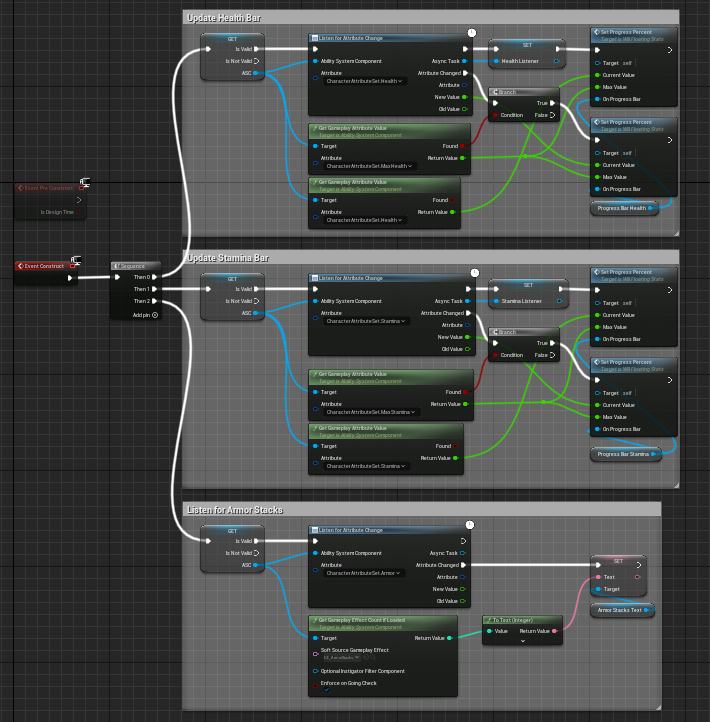 Update Health Bar
GET
Is Valid
Is Not Valid
ASC
Listen for Attribute Change
Ability System Component
Async Task
Attribute
Attribute Changed
CharacterAttributeSet.Health
Attribute
New Value
Old Value
SET
Health Listener
Branch
True
Condition
False
Set Progress Percent
Target is WB Floating Stats
Target self
Current Value
Max Value
On Progress Bar
Get Gameplay Attribute Value
Target is Ability System Component
Target
Found
Attribute
Return Value
CharacterAttributeSet.MaxHealth
Set Progress Percent
Target is WB Floating Stats
Target self
Current Value
Max Value
On Progress Bar
Get Gameplay Attribute Value
Target is Ability System Component
Target
Found
Attribute
Return Value
CharacterAttributeSet.Health
Progress Bar Health
Event Pre Construct
Is Design Time
Event Construct
Sequence
Then 0
Then 1
Then 2
Add pin
Update Stamina Bar
GET
Is Valid
Is Not Valid
ASC
Listen for Attribute Change
Ability System Component
Async Task
Attribute
Attribute Changed
CharacterAttributeSet.Stamina
Attribute
New Value
Old Value
SET
Stamina Listener
Branch
True
Condition
False
Set Progress Percent
Target is WB Floating Stats
Target self
Current Value
Max Value
On Progress Bar
Get Gameplay Attribute Value
Target is Ability System Component
Target
Found
Attribute
Return Value
CharacterAttributeSet.MaxStamina
Set Progress Percent
Target is WB Floating Stats
Target self
Current Value
Max Value
On Progress Bar
Get Gameplay Attribute Value
Target is Ability System Component
Target
Found
Attribute
Return Value
CharacterAttributeSet.Stamina
Progress Bar Stamina
Listen for Armor Stacks
GET
Is Valid
Is Not Valid
ASC
Listen for Attribute Change
Ability System Component
Async Task
Attribute
Attribute Changed
CharacterAttributeSet.Armor
Attribute
New Value
Old Value
SET
Text
Target
Armor Stacks Text
Get Gameplay Effect Count if Loaded
Target is Ability System Component
Target
Return Value
Soft Source Gameplay Effect
Optional Instigator Filter Component
Enforce on Going Check
To Text (Integer)
Value
Return Value